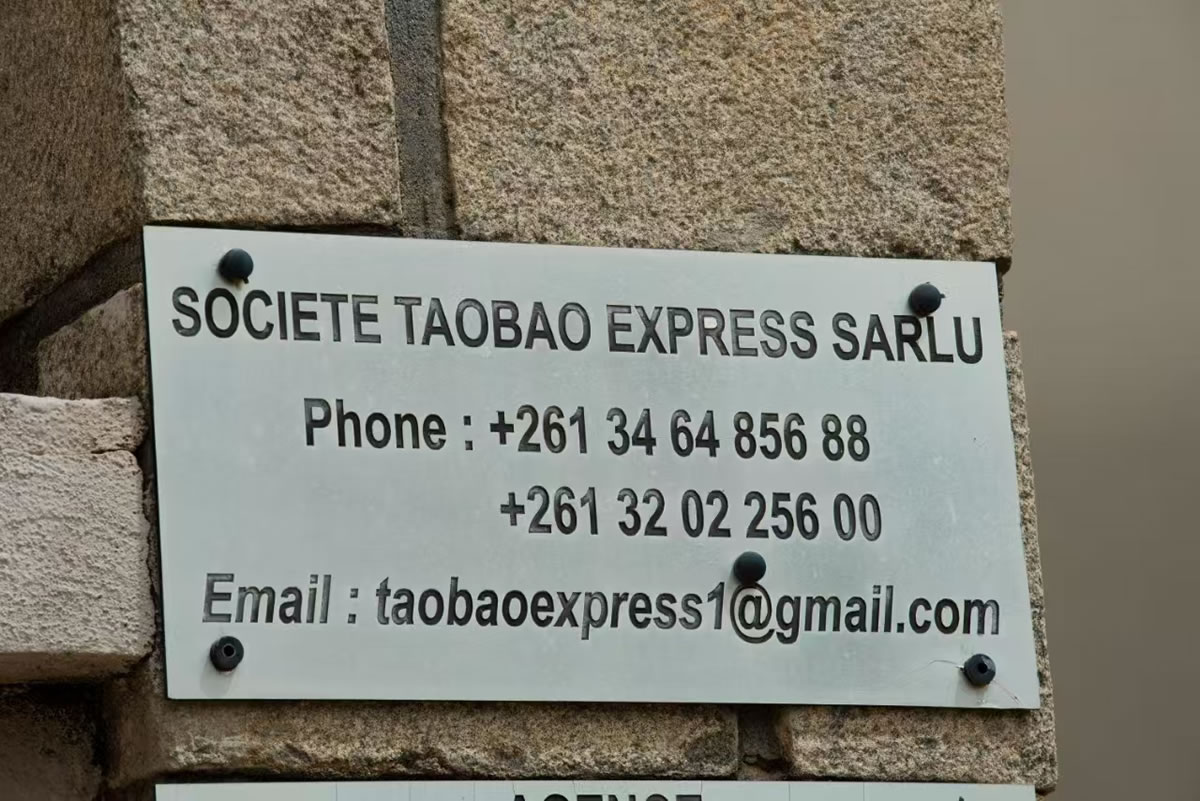 SOCIETE TAOBAO EXPRESS SARLU
Phone : +261 34 64 856 88
+261 32 02 256 00
Email : taobaoexpress1@gmail.com
AGENCE